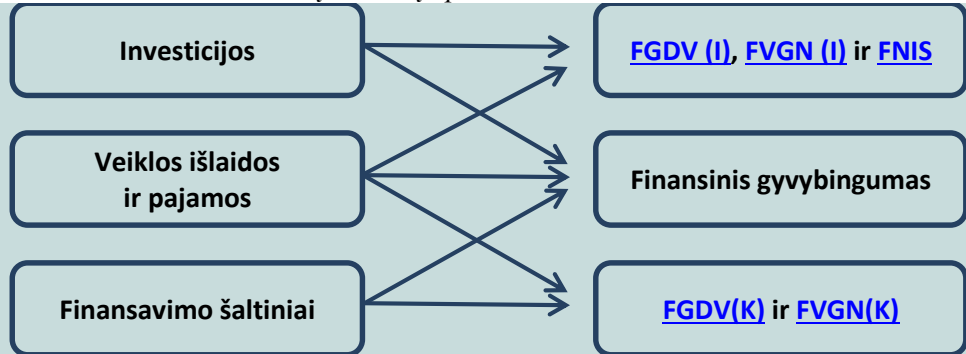 Investicijos
FGDV (I), FVGN (I) ir FNIS
Veiklos išlaidos
ir pajamos
Finansinis gyvybingumas
Finansavimo šaltiniai
FGDV(K) ir FVGN(K)